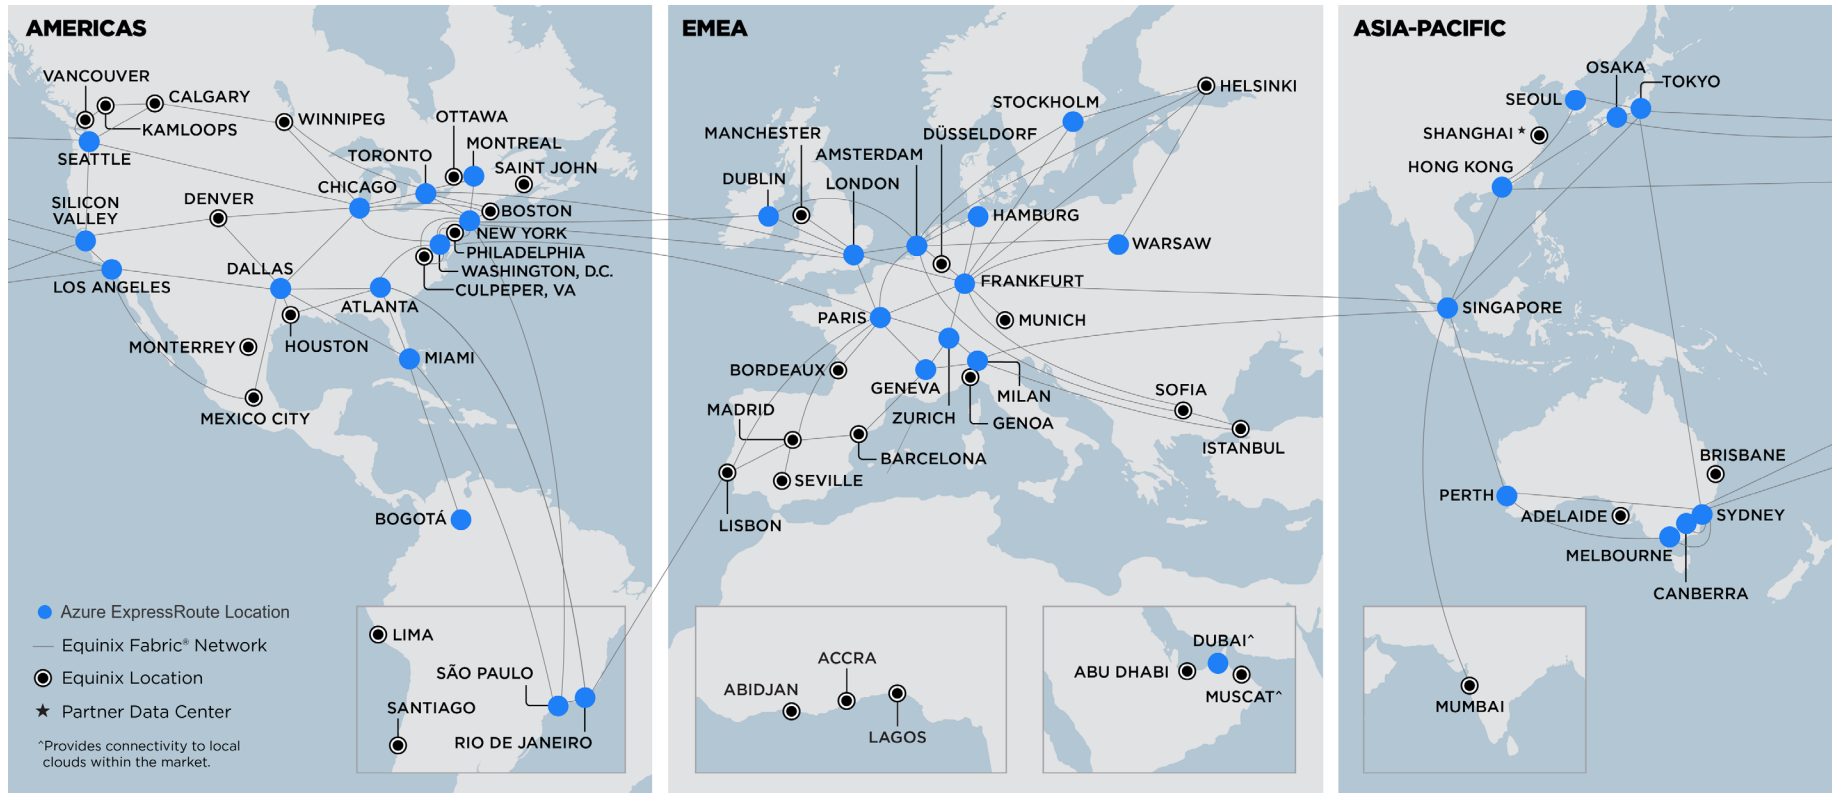 AMERICAS
VANCOUVER
CALGARY
KAMLOOPS
WINNIPEG
OTTAWA
MONTREAL
SEATTLE
TORONTO
SAINT JOHN
CHICAGO
DENVER
SILICON
VALLEY
BOSTON
NEW YORK
PHILADELPHIA
WASHINGTON, D.C.
CULPEPER, VA
DALLAS
LOS ANGELES
ATLANTA
MONTERREY
HOUSTON
MIAMI
MEXICO CITY
BOGOTÁ
Azure ExpressRoute Location
Equinix Fabric® Network
Equinix Location
★ Partner Data Center
^Provides connectivity to local
clouds within the market.
LIMA
SÃO PAULO
SANTIAGO
RIO DE JANEIRO
EMEA
HELSINKI
STOCKHOLM
MANCHESTER
DÜSSELDORF
AMSTERDAM
DUBLIN
LONDON
HAMBURG
WARSAW
FRANKFURT
PARIS
MUNICH
BORDEAUX
GENEVA
MILAN
SOFIA
MADRID
ZURICH
GENOA
ISTANBUL
BARCELONA
SEVILLE
LISBON
ACCRA
ABIDJAN
LAGOS
DUBAI^
ABU DHABI
MUSCAT^
ASIA-PACIFIC
OSAKA
TOKYO
SEOUL
SHANGHAI★
HONG KONG
SINGAPORE
BRISBANE
PERTH
ADELAIDE
SYDNEY
MELBOURNE
CANBERRA
MUMBAI